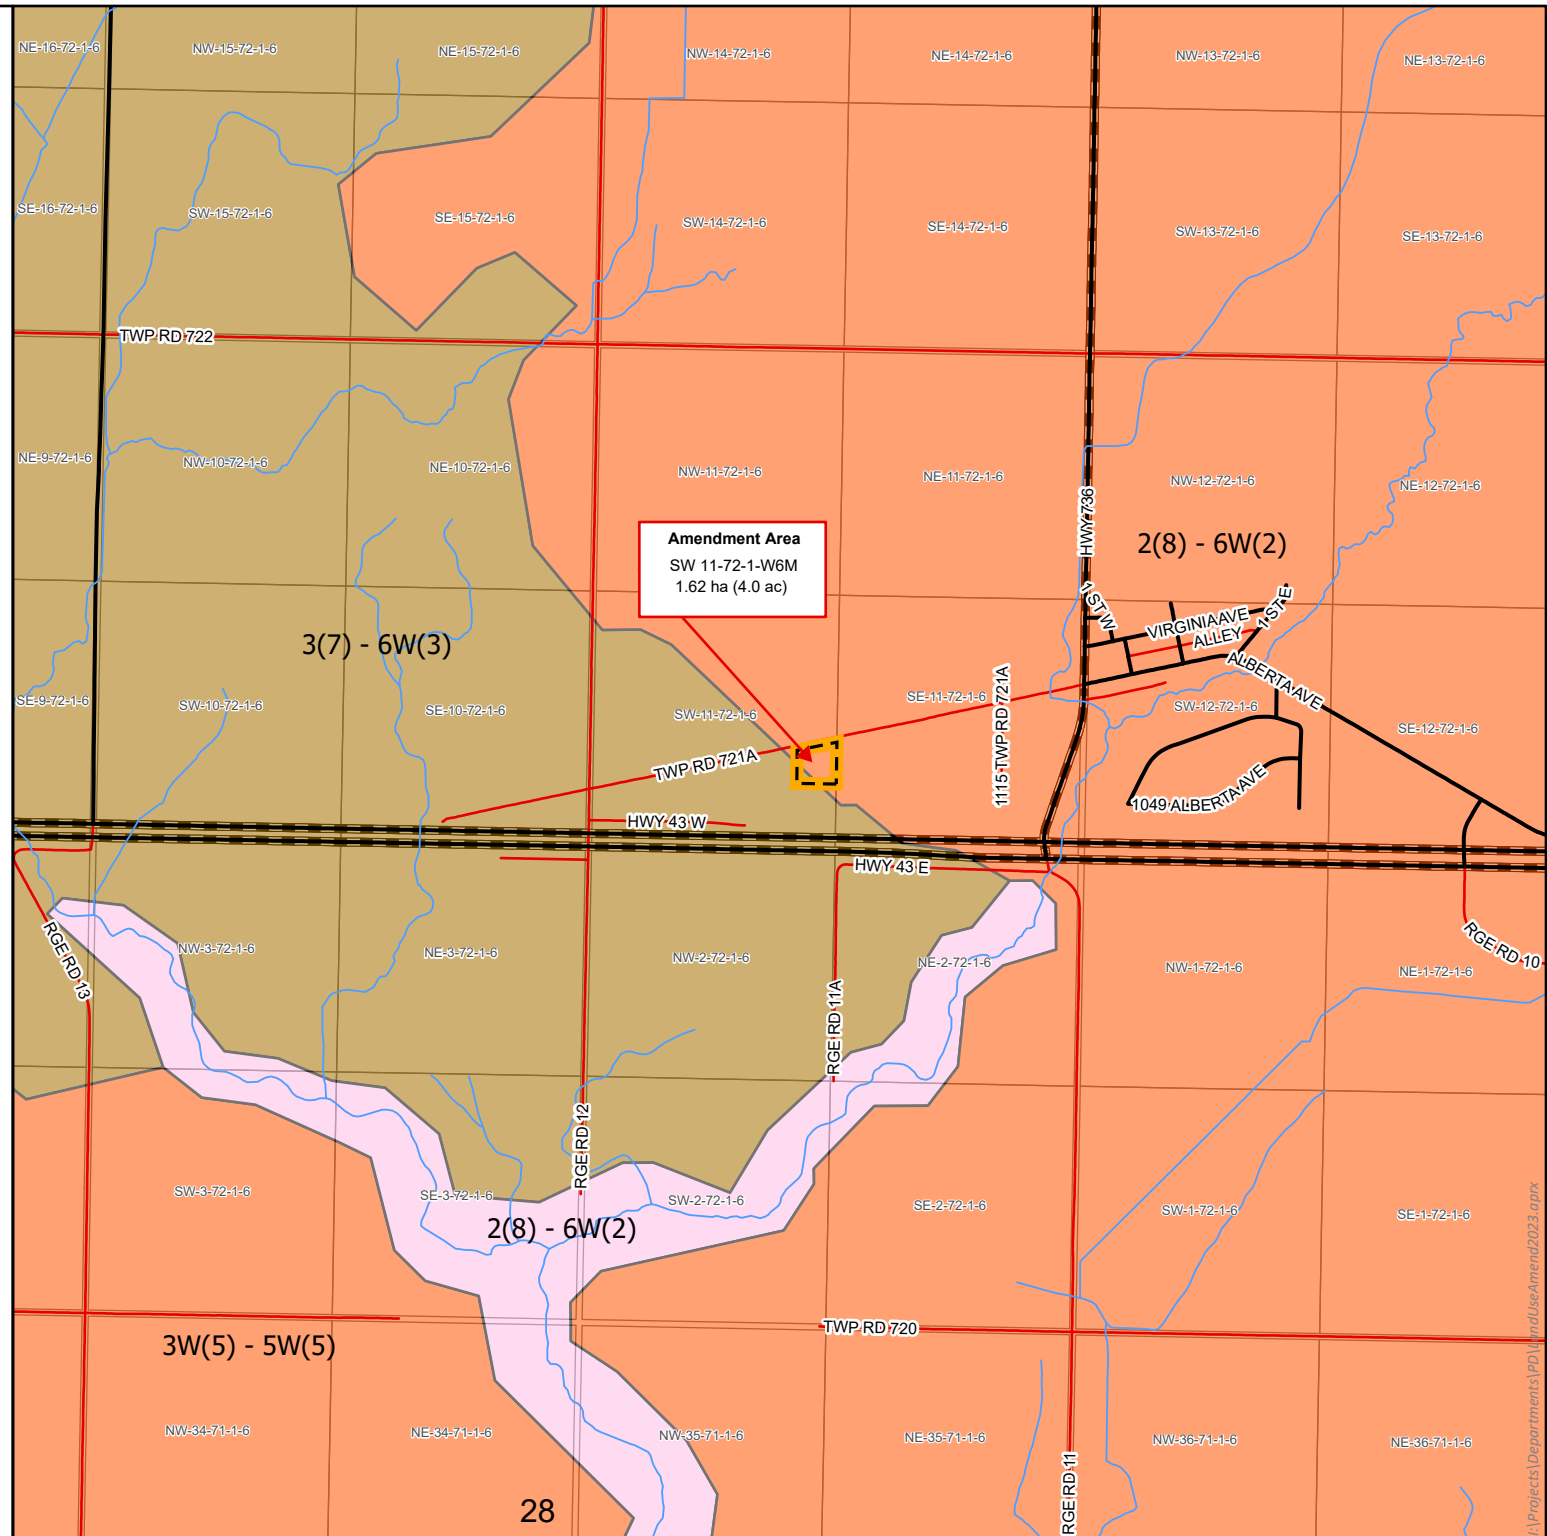 NE-16-72-1-6
NW-15-72-1-6
NE-15-72-1-6
NW-14-72-1-6
NE-14-72-1-6
NW-13-72-1-6
NE-13-72-1-6
SE-16-72-1-6
SW-15-72-1-6
SE-15-72-1-6
SW-14-72-1-6
SE-14-72-1-6
SW-13-72-1-6
SE-13-72-1-6
TWP RD 722
NE-9-72-1-6
NW-10-72-1-6
NE-10-72-1-6
NW-11-72-1-6
NE-11-72-1-6
NW-12-72-1-6
NE-12-72-1-6
HWY 736
2(8) - 6W(2)
Amendment Area
SW 11-72-1-W6M
1.62 ha (4.0 ac)
1 ST W
VIRGINIA AVE
1 ST E
ALLEY
ALBERTA AVE
3(7) - 6W(3)
SE-9-72-1-6
SW-10-72-1-6
SE-10-72-1-6
SW-11-72-1-6
SE-11-72-1-6
1115 TWP RD 721A
SW-12-72-1-6
SE-12-72-1-6
TWP RD 721A
1049 ALBERTA AVE
HWY 43 W
HWY 43 E
RGE RD 13
NW-3-72-1-6
NE-3-72-1-6
NW-2-72-1-6
NE-2-72-1-6
NW-1-72-1-6
NE-1-72-1-6
RGE RD 10
RGE RD 11A
RGE RD 12
SW-3-72-1-6
SE-3-72-1-6
SW-2-72-1-6
SE-2-72-1-6
SW-1-72-1-6
SE-1-72-1-6
2(8) - 6W(2)
TWP RD 720
3W(5) - 5W(5)
NW-34-71-1-6
NE-34-71-1-6
NW-35-71-1-6
NE-35-71-1-6
NW-36-71-1-6
NE-36-71-1-6
RGE RD 11
28
I:\Projects\Departments\PD\LandUseAmend2023.aprx